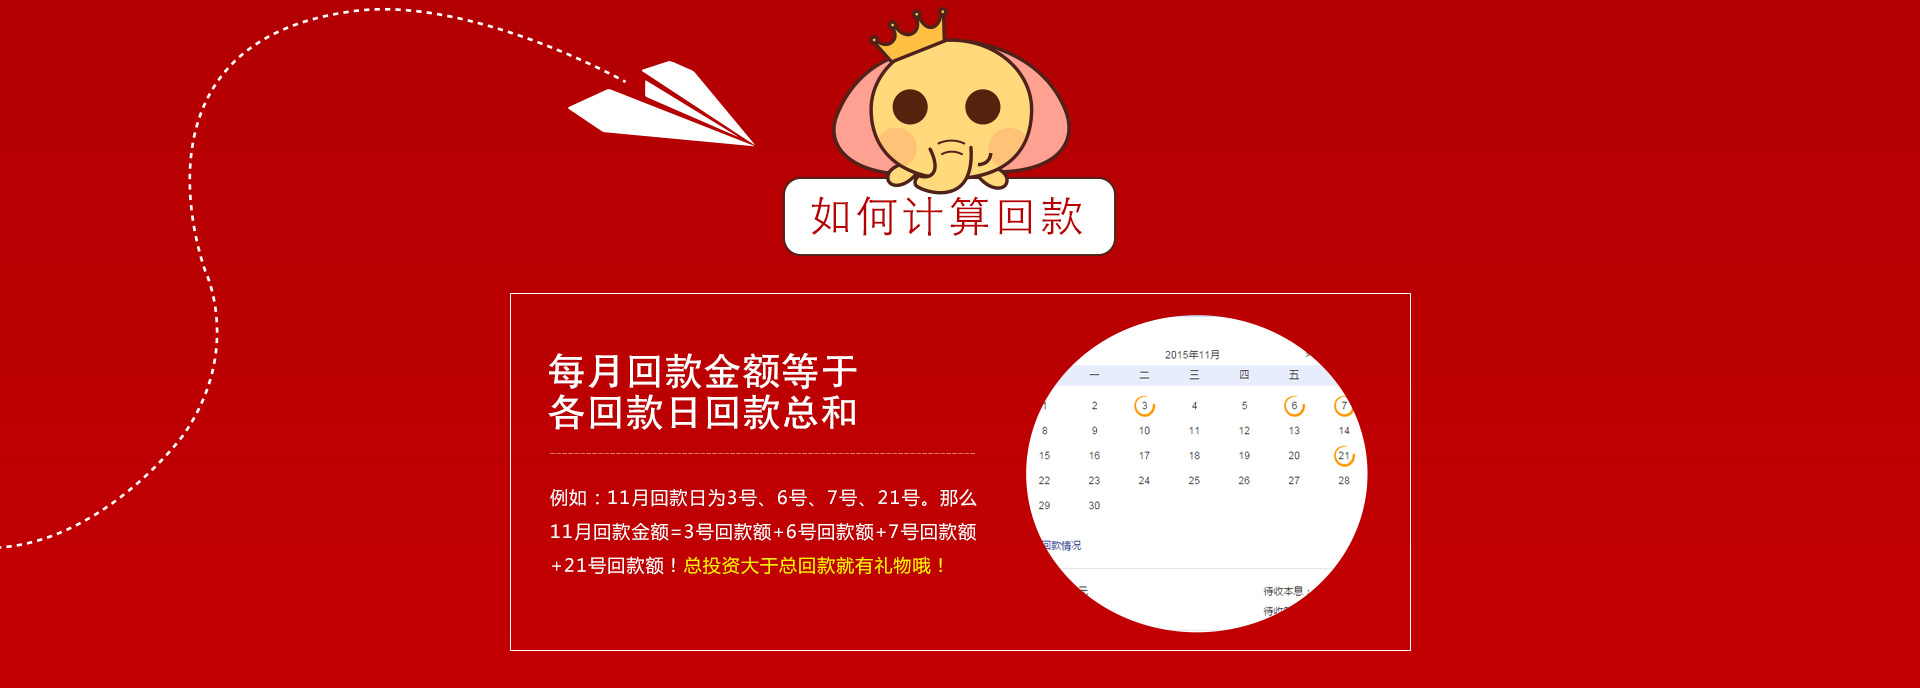 如何计算回款
每月回款金额等于
各回款日回款总和
例如：11月回款日为3号、6号、7号、21号。那么
11月回款金额=3号回款额+6号回款额+7号回款额
+21号回款额！总投资大于总回款就有礼物哦！
2015年11月
一 二 三 四 五
1 2 3 4 5 6 7
8 9 10 11 12 13 14
15 16 17 18 19 20 21
22 23 24 25 26 27 28
29 30
回款情况
元 待收本息：
待收